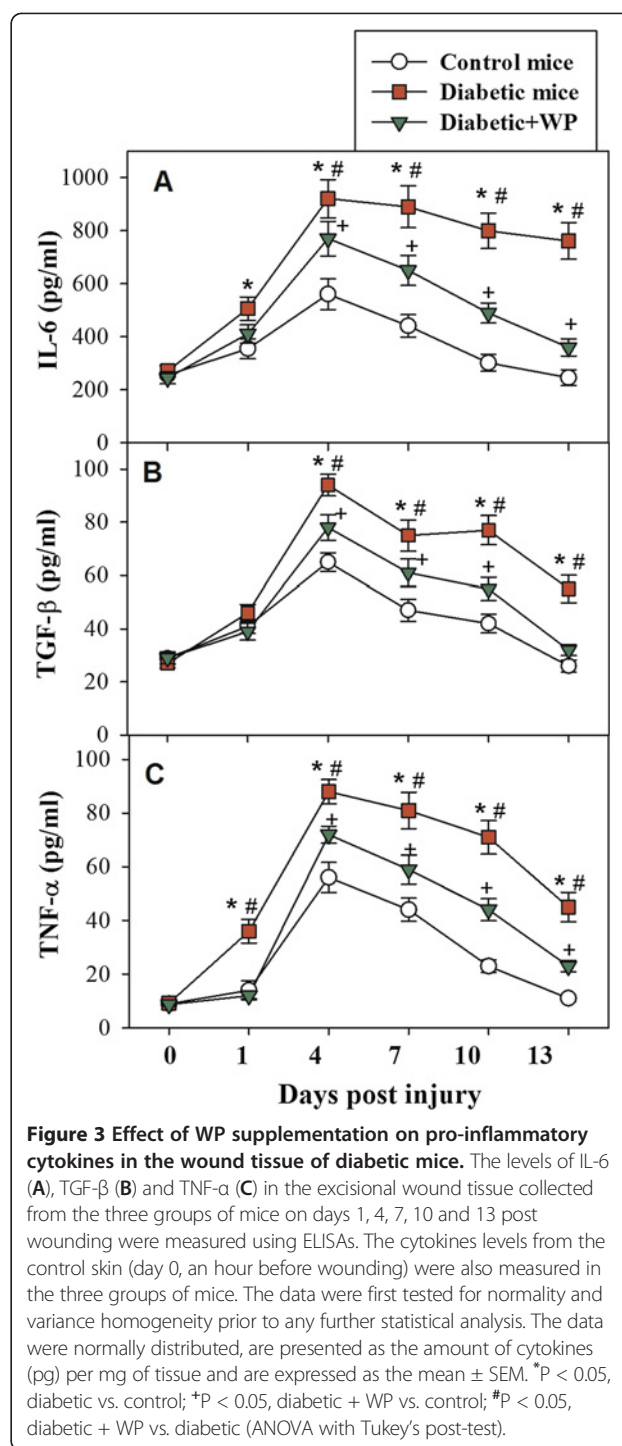 Control mice
Diabetic mice
Diabetic+WP
A
* # * # * # * #
*
+ + + +
1000
800
600
400
200
0
IL-6 (pg/ml)
B
* # * # * # * #
+ + +
100
80
60
40
20
0
TGF-β (pg/ml)
C
* # * # * # * # * #
+ + + +
100
80
60
40
20
0
TNF-α (pg/ml)
0 1 4 7 10 13
Days post injury
Figure 3 Effect of WP supplementation on pro-inflammatory
cytokines in the wound tissue of diabetic mice. The levels of IL-6
(A), TGF-β (B) and TNF-α (C) in the excisional wound tissue collected
from the three groups of mice on days 1, 4, 7, 10 and 13 post
wounding were measured using ELISAs. The cytokines levels from the
control skin (day 0, an hour before wounding) were also measured in
the three groups of mice. The data were first tested for normality and
variance homogeneity prior to any further statistical analysis. The data
were normally distributed, are presented as the amount of cytokines
(pg) per mg of tissue and are expressed as the mean ± SEM. *P < 0.05,
diabetic vs. control; +P < 0.05, diabetic + WP vs. control; #P < 0.05,
diabetic + WP vs. diabetic (ANOVA with Tukey's post-test).